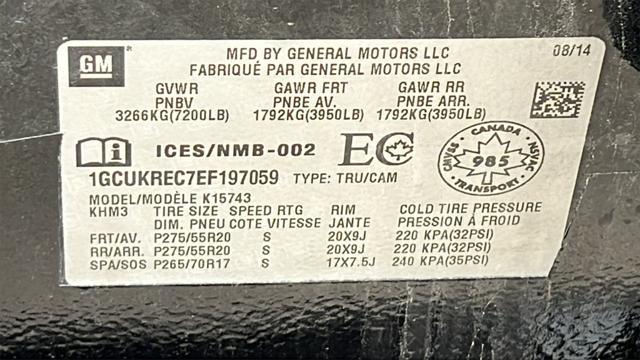 GM
MFD BY GENERAL MOTORS LLC 08/14
FABRIQUÉ PAR GENERAL MOTORS LLC
GVWR GAWR FRT GAWR RR
PNBV PNBE AV. PNBE ARR.
3266KG(7200LB) 1792KG(3950LB) 1792KG(3950LB)
i ICES/NMB-002 EC
CANADA
CMVSS 985 NSVAC
TRANSPORT
1GCUKREC7EF197059 TYPE: TRU/CAM
MODEL/MODÈLE K15743
KHM3 TIRE SIZE SPEED RTG RIM COLD TIRE PRESSURE
DIM. PNEU COTE VITESSE JANTE PRESSION À FROID
FRT/AV. P275/55R20 S 20X9J 220 KPA(32PSI)
RR/ARR. P275/55R20 S 20X9J 220 KPA(32PSI)
SPA/SOS P265/70R17 S 17X7.5J 240 KPA(35PSI)